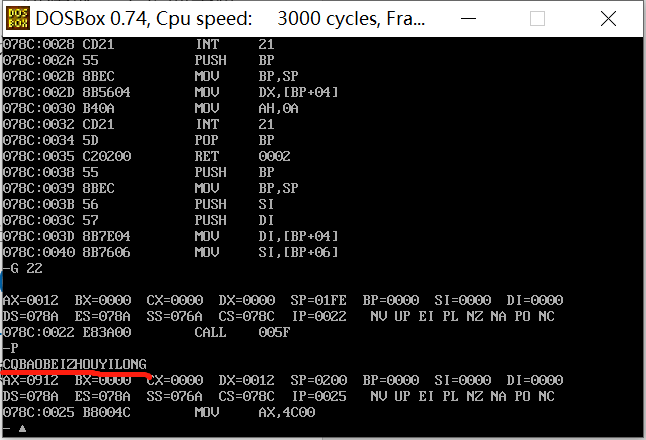 DOS BOX DOSBox 0.74, Cpu speed: 3000 cycles, Fra...
078C:0028 CD21 INT 21
078C:002A 55 PUSH BP
078C:002B 8BEC MOV BP,SP
078C:002D 8B5604 MOV DX,[BP+04]
078C:0030 B40A MOV AH,0A
078C:0032 CD21 INT 21
078C:0034 5D POP BP
078C:0035 C20200 RET 0002
078C:0038 55 PUSH BP
078C:0039 8BEC MOV BP,SP
078C:003B 56 PUSH SI
078C:003C 57 PUSH DI
078C:003D 8B7E04 MOV DI,[BP+04]
078C:0040 8B7606 MOV SI,[BP+06]
-G 22
AX=0012 BX=0000 CX=0000 DX=0000 SP=01FE BP=0000 SI=0000 DI=0000
DS=078A ES=078A SS=076A CS=078C IP=0022 NV UP EI PL NZ NA PO NC
078C:0022 E83A00 CALL 005F
-P
CQBAOBEIZHOUYILONG
AX=0912 BX=0000 CX=0000 DX=0012 SP=0200 BP=0000 SI=0000 DI=0000
DS=078A ES=078A SS=076A CS=078C IP=0025 NV UP EI PL NZ NA PO NC
078C:0025 B8004C MOV AX,4C00
- ▲